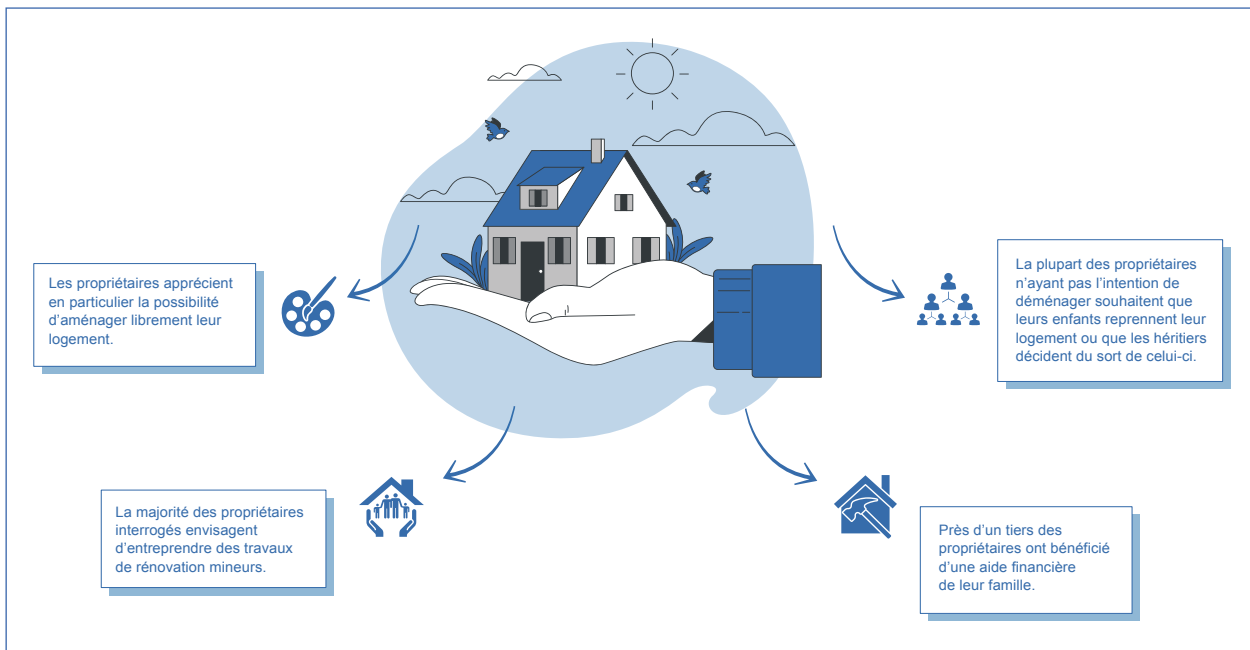 Les propriétaires apprécient
en particulier la possibilité
d'aménager librement leur
logement.
La plupart des propriétaires
n'ayant pas l'intention de
déménager souhaitent que
leurs enfants reprennent leur
logement ou que les héritiers
décident du sort de celui-ci.
La majorité des propriétaires
interrogés envisagent
d'entreprendre des travaux
de rénovation mineurs.
Près d'un tiers des
propriétaires ont bénéficié
d'une aide financière
de leur famille.